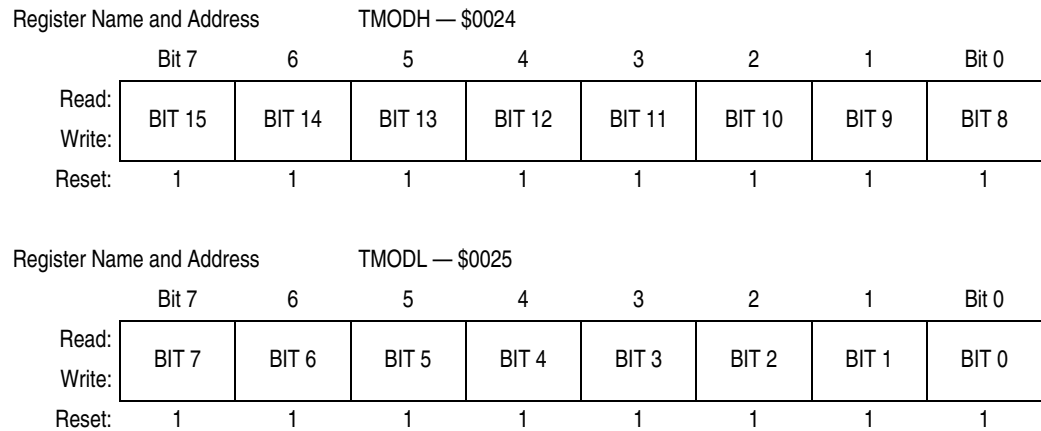 Register Name and Address TMODH — $0024
Bit 7 6 5 4 3 2 1 Bit 0
Read:
BIT 15 BIT 14 BIT 13 BIT 12 BIT 11 BIT 10 BIT 9 BIT 8
Write:
Reset: 1 1 1 1 1 1 1 1
Register Name and Address TMODL — $0025
Bit 7 6 5 4 3 2 1 Bit 0
Read:
BIT 7 BIT 6 BIT 5 BIT 4 BIT 3 BIT 2 BIT 1 BIT 0
Write:
Reset: 1 1 1 1 1 1 1 1